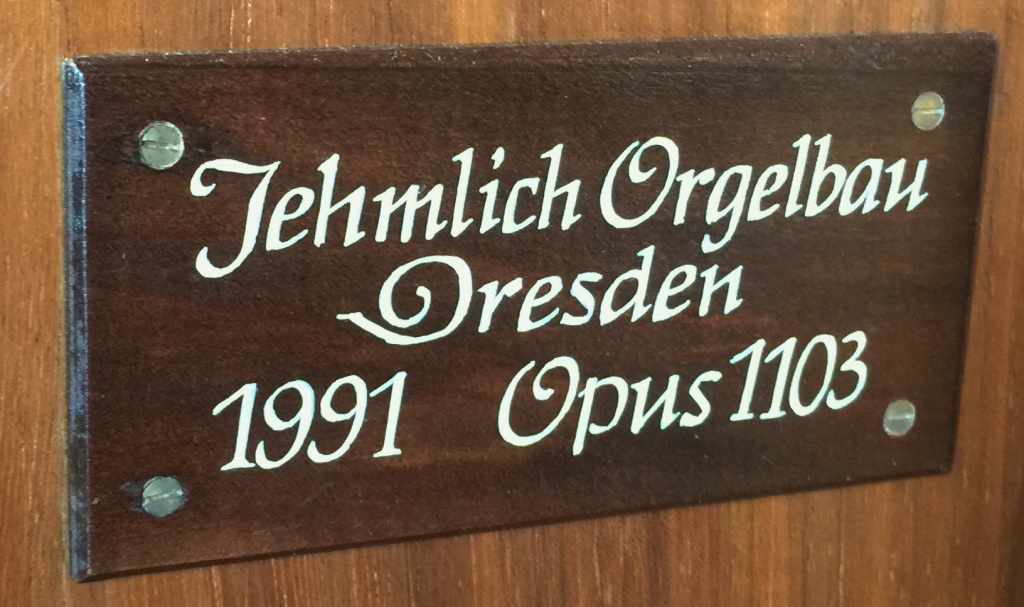 Jehmlich Orgelbau
Dresden
1991 Opus 1103